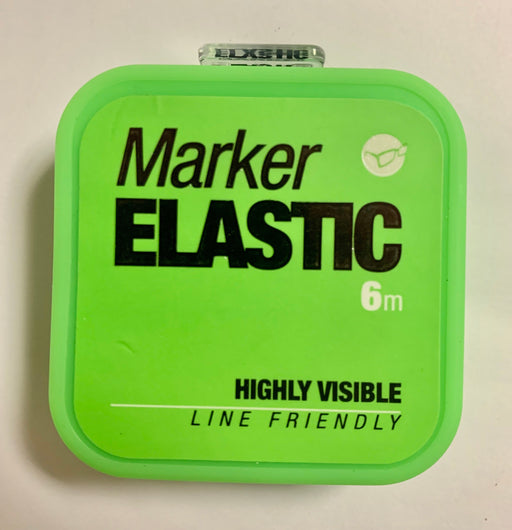 Marker
ELASTIC
6m
HIGHLY VISIBLE
LINE FRIENDLY